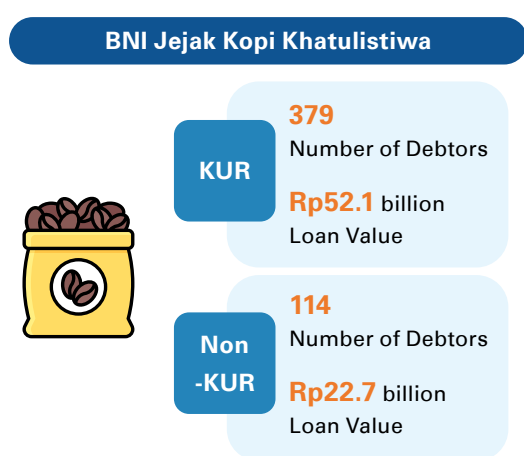 BNI Jejak Kopi Khatulistiwa
KUR
379
Number of Debtors
Rp52.1 billion
Loan Value
Non
-KUR
114
Number of Debtors
Rp22.7 billion
Loan Value